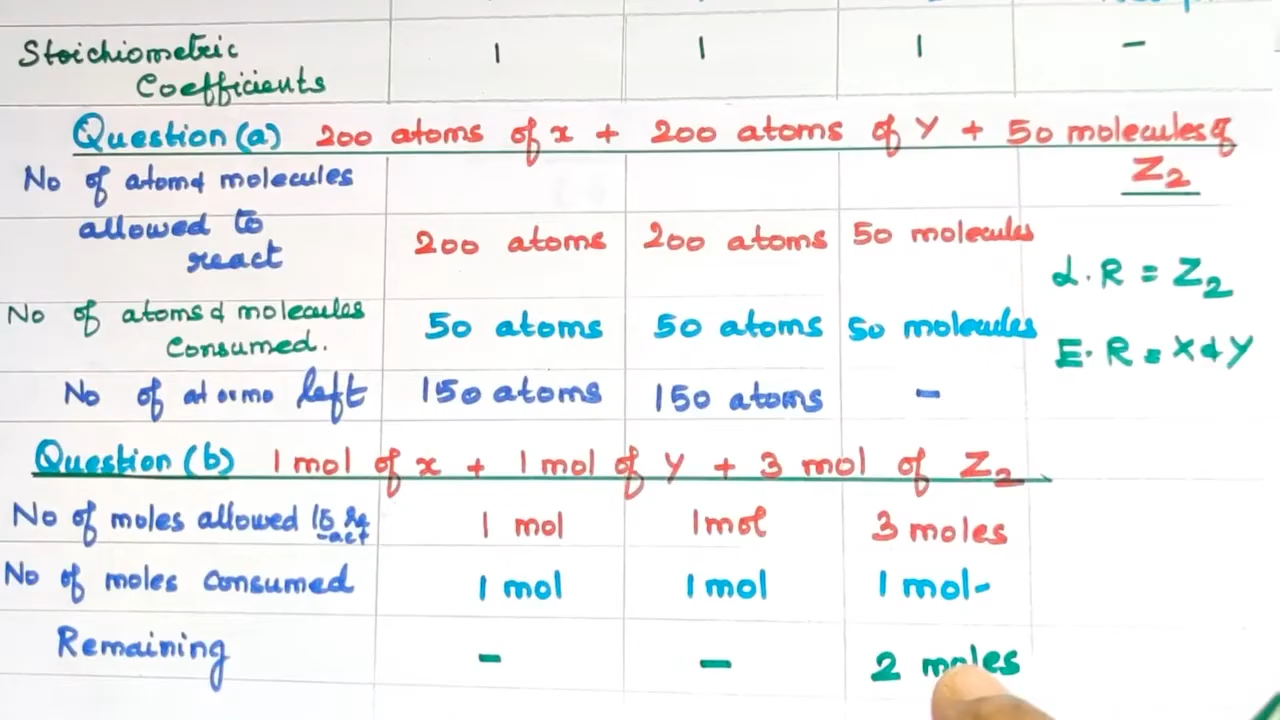 Stoichiometric 1 1 1 –
Coefficients
Question (a) 200 atoms of x + 200 atoms of Y + 50 molecules of
Z2
No of atom & molecules
allowed to
react 200 atoms 200 atoms 50 molecules
L.R = Z2
No of atoms & molecules
Consumed. 50 atoms 50 atoms 50 molecules
E.R = X & Y
No of atoms left 150 atoms 150 atoms –
Question (b) 1 mol of x + 1 mol of Y + 3 mol of Z2
No of moles allowed to re
-act 1 mol 1 mol 3 moles
No of moles consumed 1 mol 1 mol 1 mol-
Remaining – – 2 moles